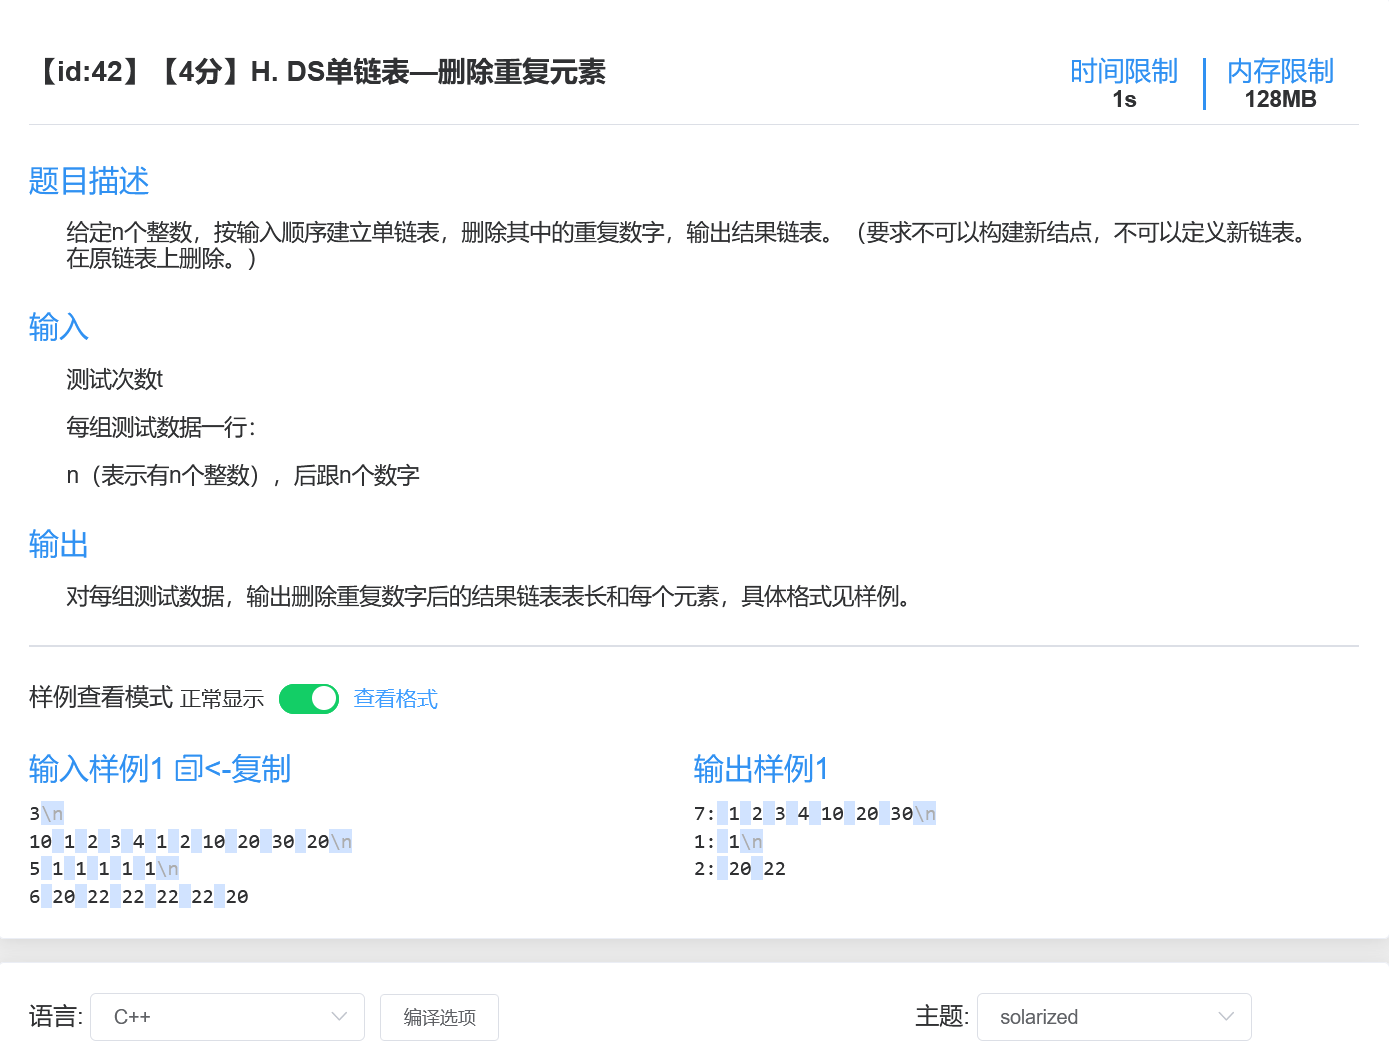 【id:42】【4分】H. DS单链表—删除重复元素
时间限制
1s
内存限制
128MB
题目描述
给定n个整数，按输入顺序建立单链表，删除其中的重复数字，输出结果链表。（要求不可以构建新结点，不可以定义新链表。
在原链表上删除。）
输入
测试次数t
每组测试数据一行：
n（表示有n个整数），后跟n个数字
输出
对每组测试数据，输出删除重复数字后的结果链表表长和每个元素，具体格式见样例。
样例查看模式 正常显示 查看格式
输入样例1 <-复制
3\n
10 1 2 3 4 1 2 10 20 30 20\n
5 1 1 1 1 1\n
6 20 22 22 22 22 20
输出样例1
7: 1 2 3 4 10 20 30\n
1: 1\n
2: 20 22
语言: C++ 编译选项
主题: solarized